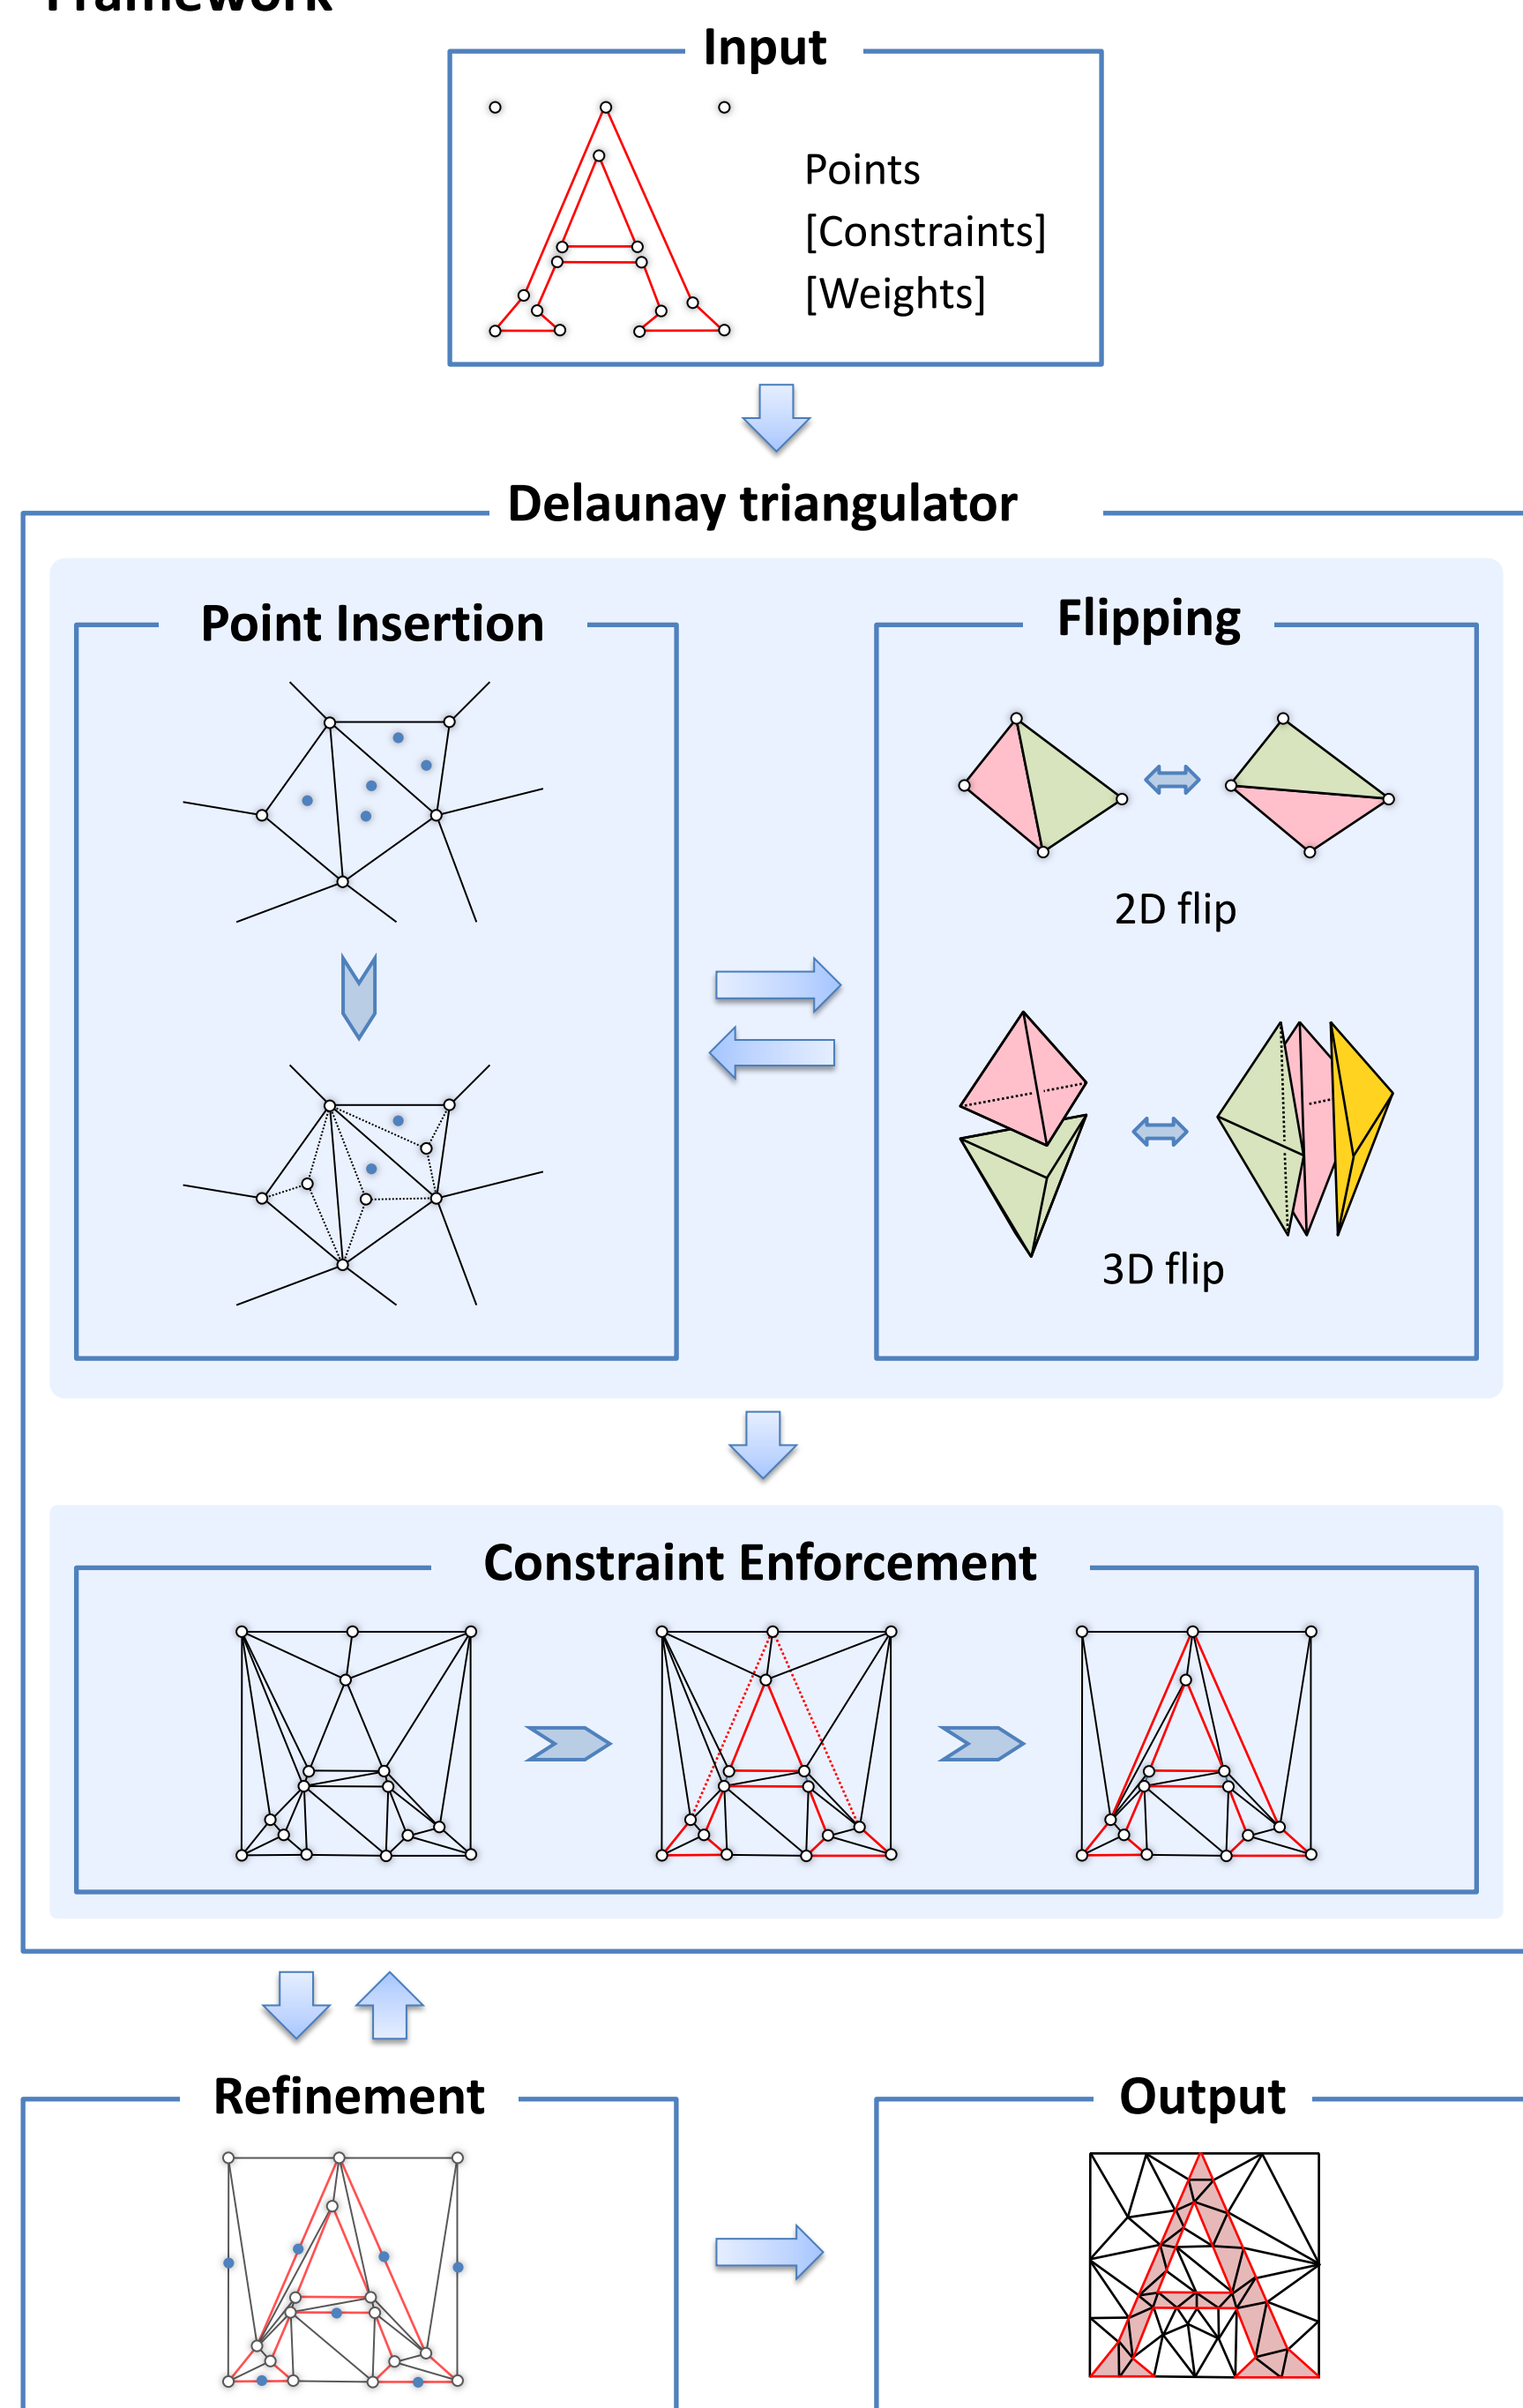 Framework
Input
Points
[Constraints]
[Weights]
Delaunay triangulator
Point Insertion
Flipping
2D flip
3D flip
Constraint Enforcement
Refinement
Output